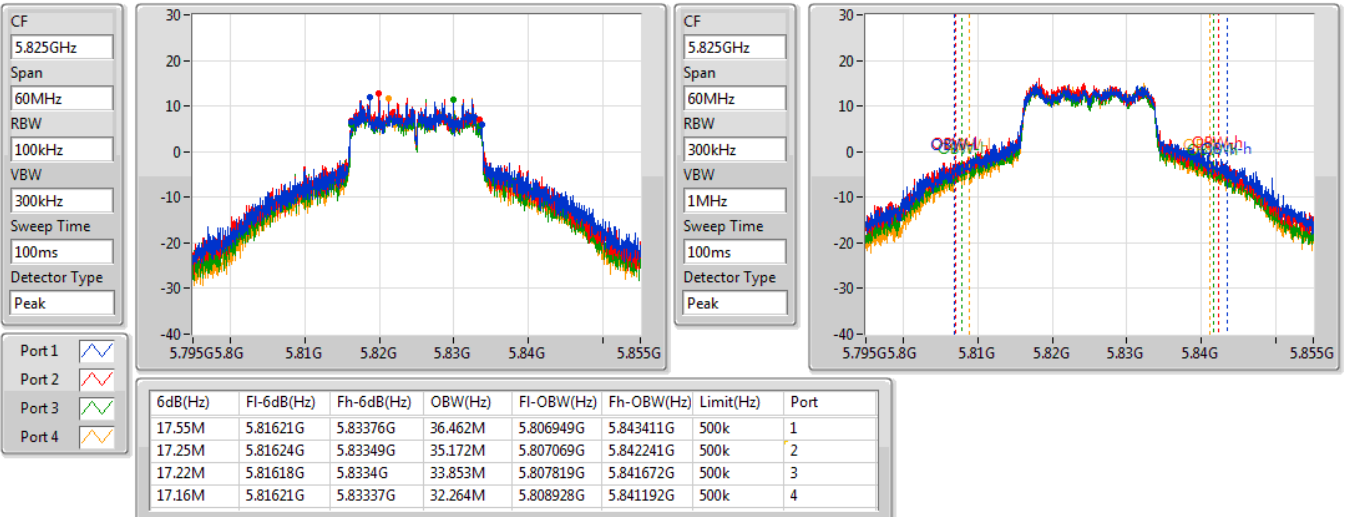 CF
5.825GHz
Span
60MHz
RBW
100kHz
VBW
300kHz
Sweep Time
100ms
Detector Type
Peak
30
20
10
0
-10
-20
-30
-40
5.795G 5.8G 5.81G 5.82G 5.83G 5.84G 5.855G
CF
5.825GHz
Span
60MHz
RBW
300kHz
VBW
1MHz
Sweep Time
100ms
Detector Type
Peak
30
20
10
0
-10
-20
-30
-40
5.795G 5.8G 5.81G 5.82G 5.83G 5.84G 5.855G
Port 1
Port 2
Port 3
Port 4
6dB(Hz) Fl-6dB(Hz) Fh-6dB(Hz) OBW(Hz) Fl-OBW(Hz) Fh-OBW(Hz) Limit(Hz) Port
17.55M 5.81621G 5.83376G 36.462M 5.806949G 5.843411G 500k 1
17.25M 5.81624G 5.83349G 35.172M 5.807069G 5.842241G 500k 2
17.22M 5.81618G 5.8334G 33.853M 5.807819G 5.841672G 500k 3
17.16M 5.81621G 5.83337G 32.264M 5.808928G 5.841192G 500k 4